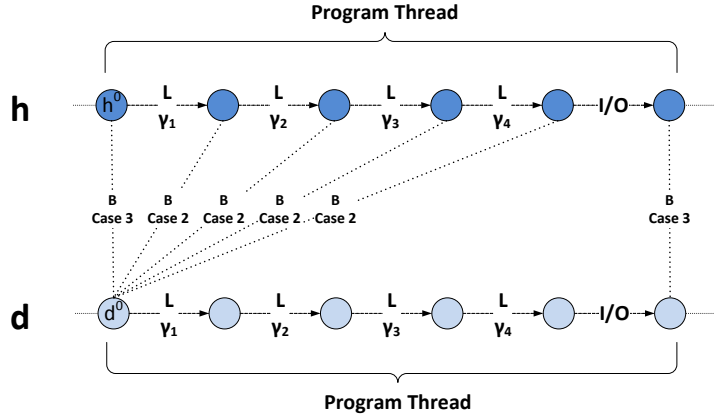 Program Thread
h
h⁰
L L L L I/O
γ₁ γ₂ γ₃ γ₄
B B B B B B
Case 3 Case 2 Case 2 Case 2 Case 2 Case 3
d
d⁰
L L L L I/O
γ₁ γ₂ γ₃ γ₄
Program Thread